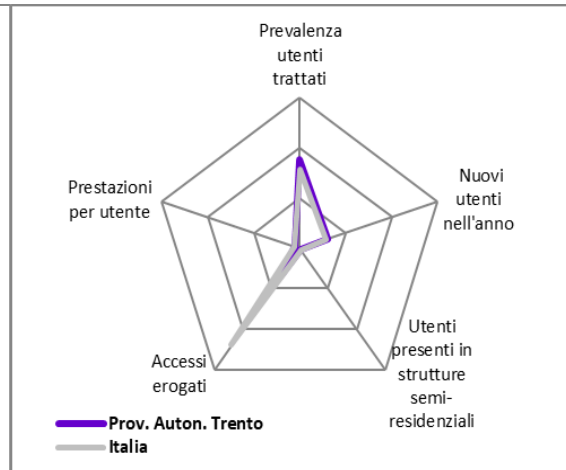 Prevalenza
utenti
trattati
Nuovi
utenti
nell'anno
Utenti
presenti in
strutture
semi-
residenziali
Accessi
erogati
Prestazioni
per utente
Prov. Auton. Trento
Italia